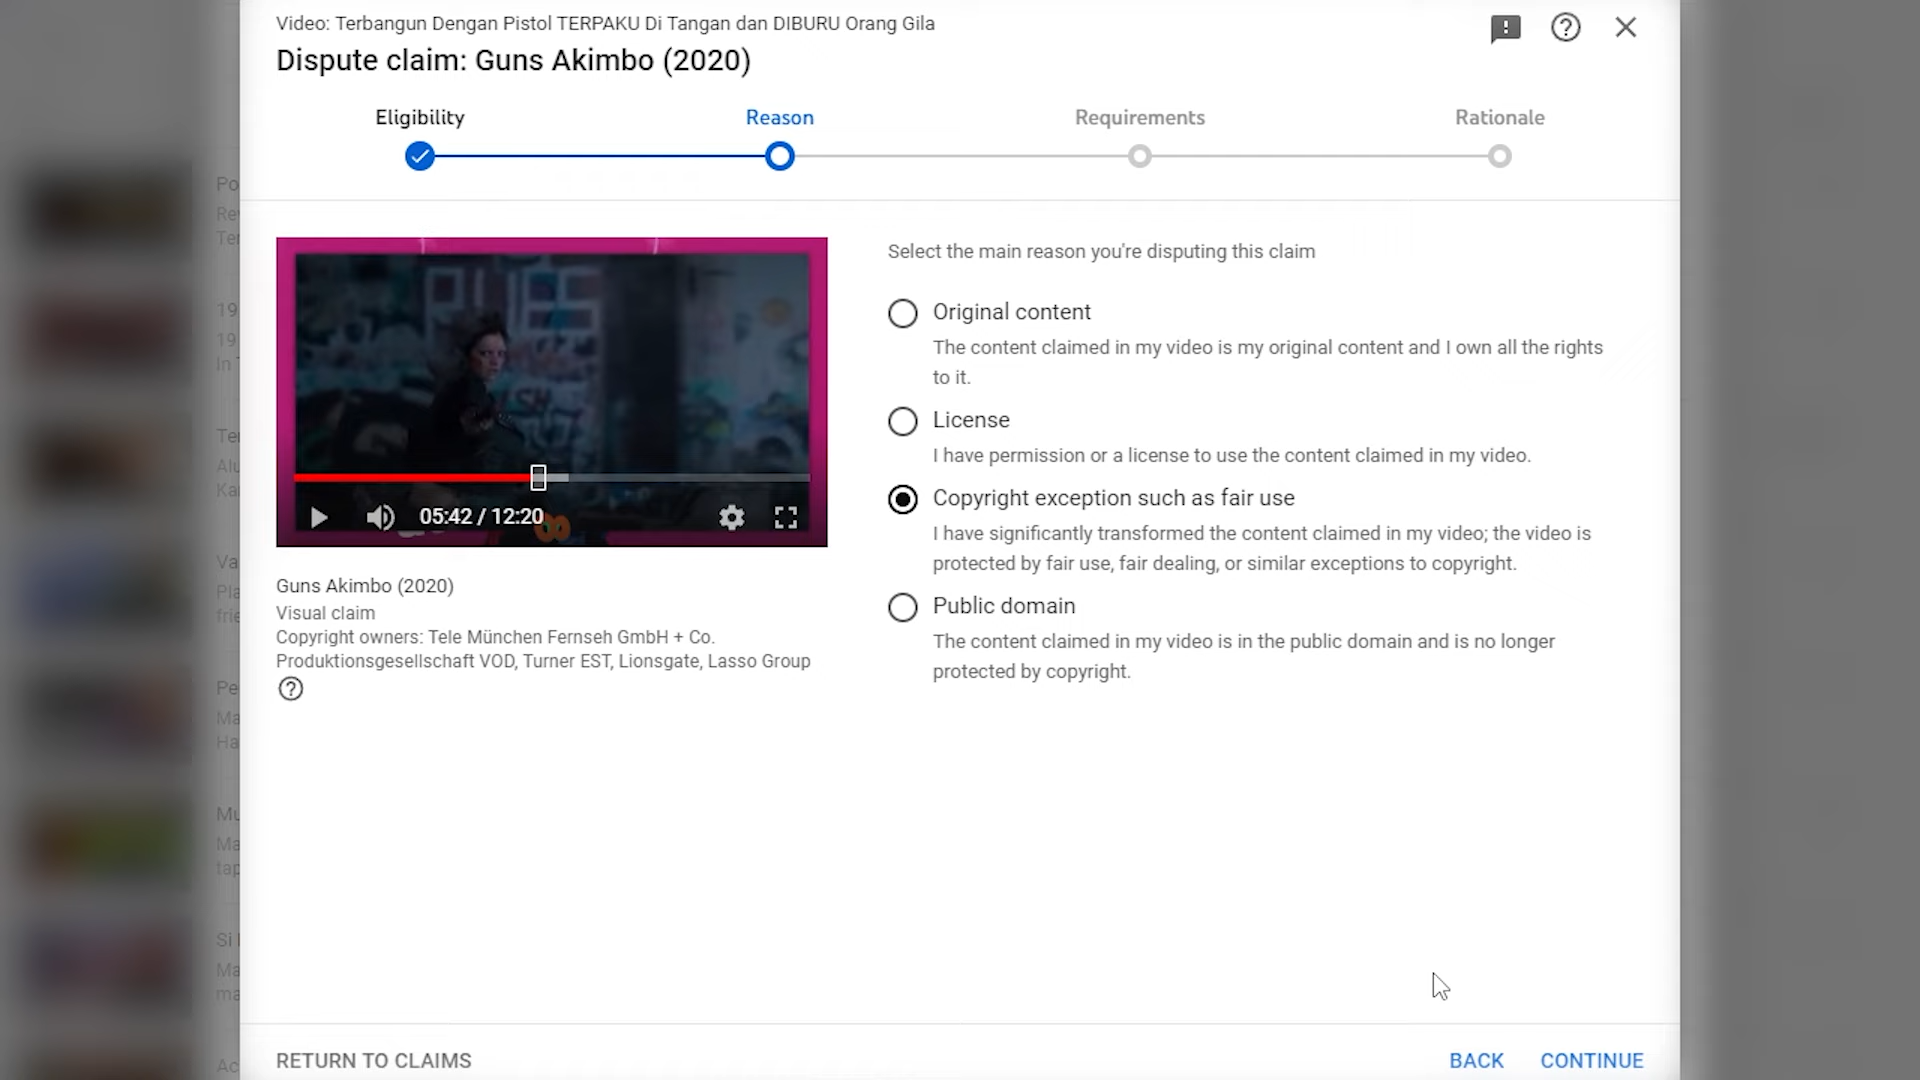 Video: Terbangun Dengan Pistol TERPAKU Di Tangan dan DIBURU Orang Gila
Dispute claim: Guns Akimbo (2020)
Eligibility
Reason
Requirements
Rationale
05:42 / 12:20
Guns Akimbo (2020)
Visual claim
Copyright owners: Tele München Fernseh GmbH + Co.
Produktionsgesellschaft VOD, Turner EST, Lionsgate, Lasso Group
Select the main reason you're disputing this claim
Original content
The content claimed in my video is my original content and I own all the rights
to it.
License
I have permission or a license to use the content claimed in my video.
Copyright exception such as fair use
I have significantly transformed the content claimed in my video; the video is
protected by fair use, fair dealing, or similar exceptions to copyright.
Public domain
The content claimed in my video is in the public domain and is no longer
protected by copyright.
RETURN TO CLAIMS
BACK
CONTINUE